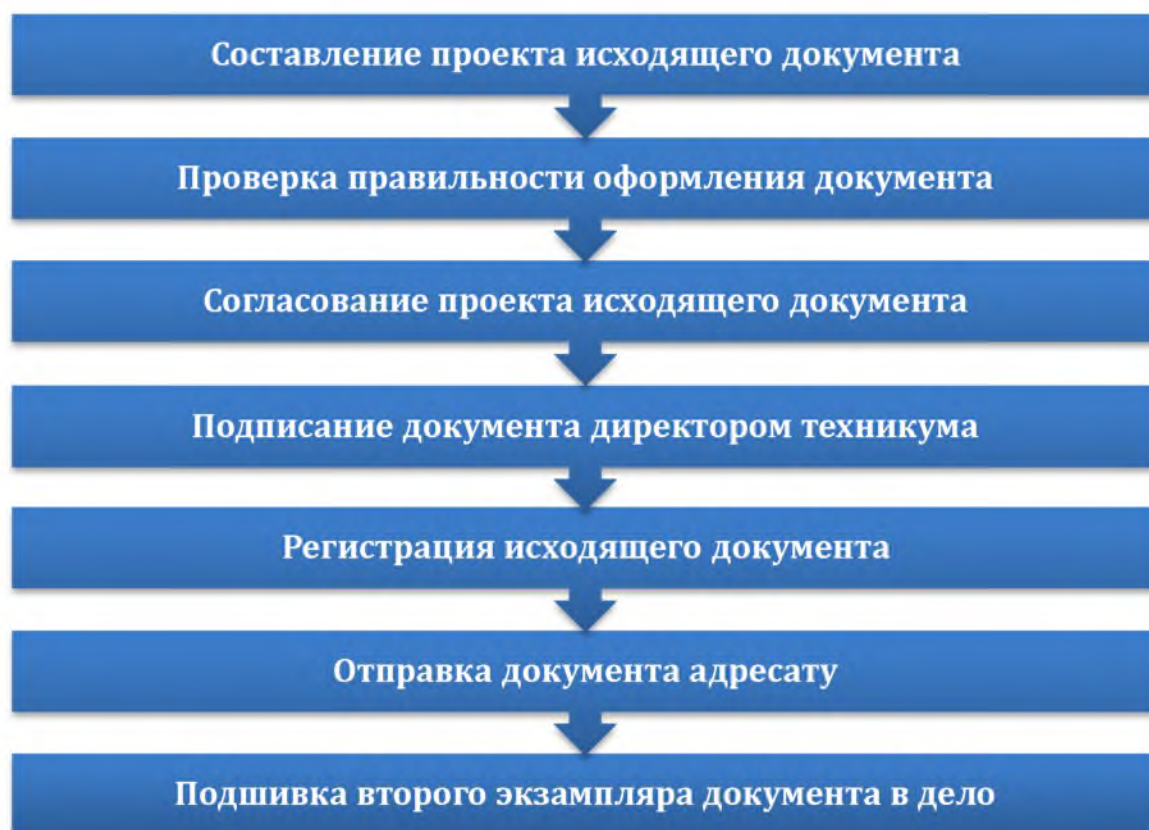 Составление проекта исходящего документа
Проверка правильности оформления документа
Согласование проекта исходящего документа
Подписание документа директором техникума
Регистрация исходящего документа
Отправка документа адресату
Подшивка второго экзампляра документа в дело